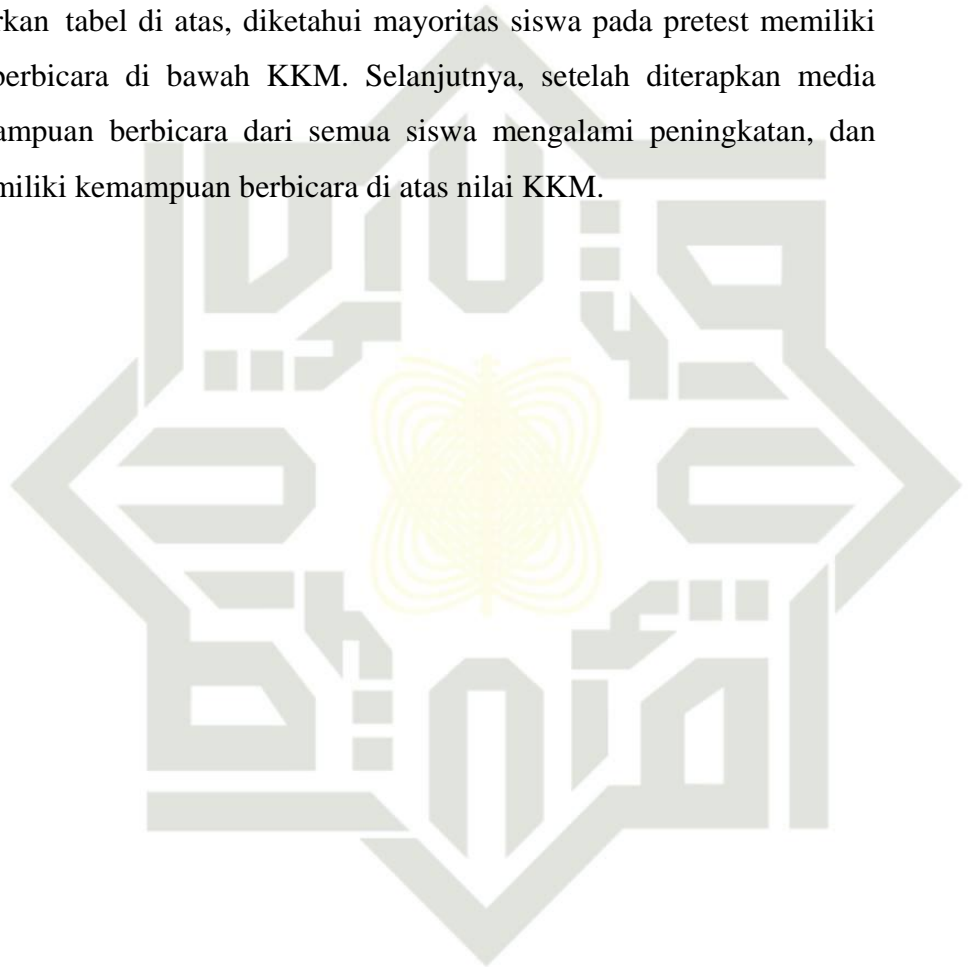 rkan tabel di atas, diketahui mayoritas siswa pada pretest memiliki
berbicara di bawah KKM. Selanjutnya, setelah diterapkan media
ampuan berbicara dari semua siswa mengalami peningkatan, dan
miliki kemampuan berbicara di atas nilai KKM.